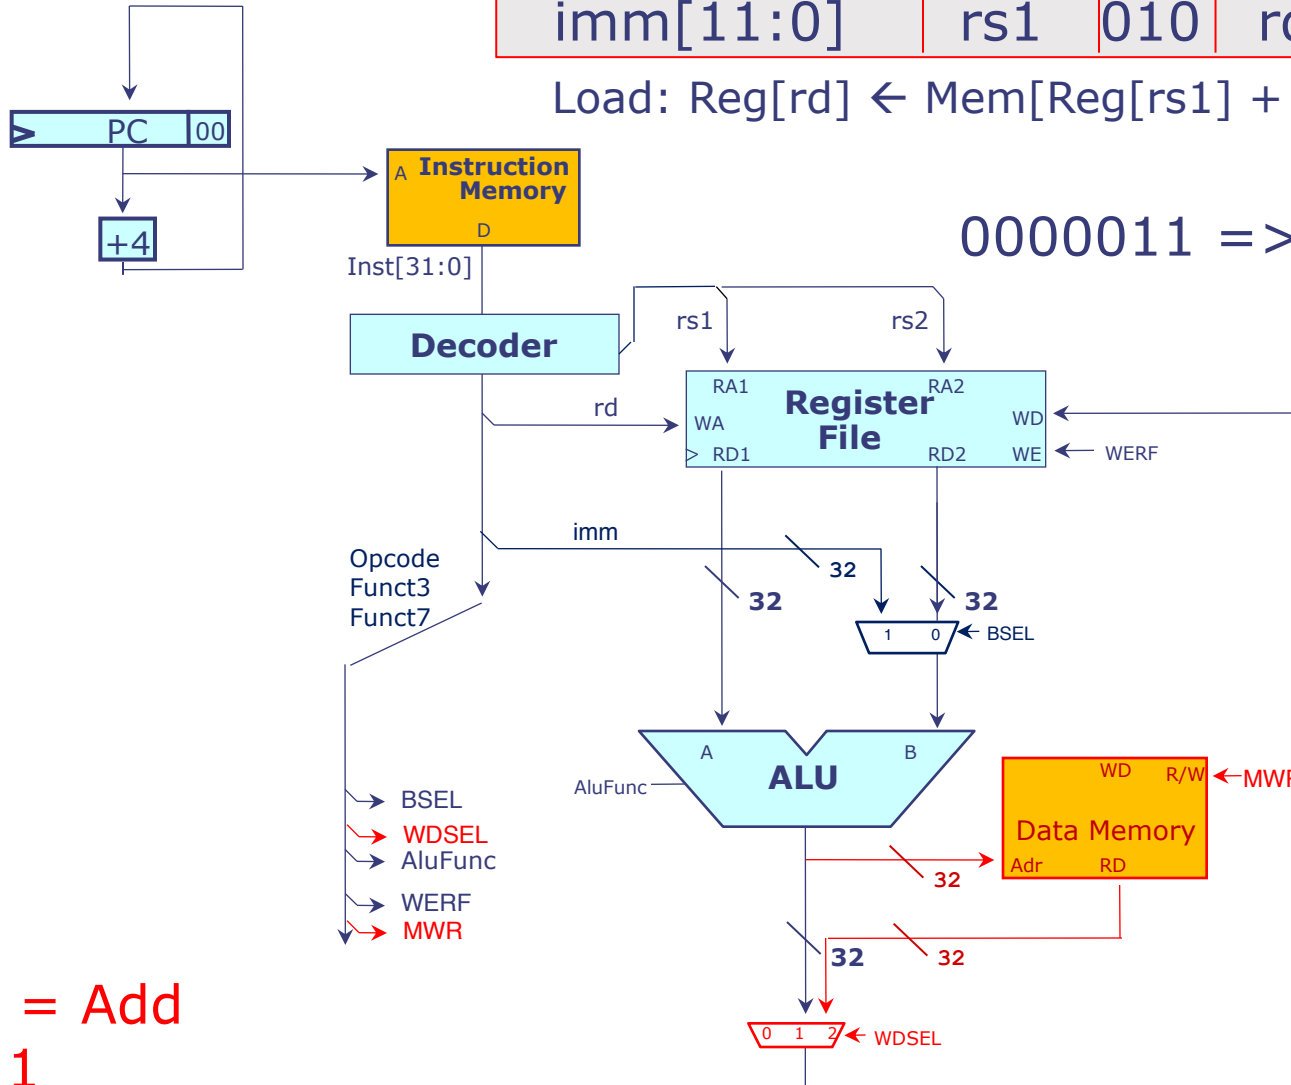 imm[11:0] rs1 010
Load: Reg[rd] ← Mem[Reg[rs1] +
PC 00
+4
A Instruction
Memory
D
0000011 =>
Inst[31:0]
Decoder
rs1 rs2
rd
RA1 RA2
Register
File
WA WD
RD1 RD2 WE
WERF
imm
32
Opcode
Funct3
Funct7
32 32
1 0 BSEL
A B
ALU
AluFunc
WD R/W
Data Memory
Adr RD
BSEL
WDSEL
AluFunc
WERF
MWR
32
32
32
= Add
1
0 1 2 WDSEL